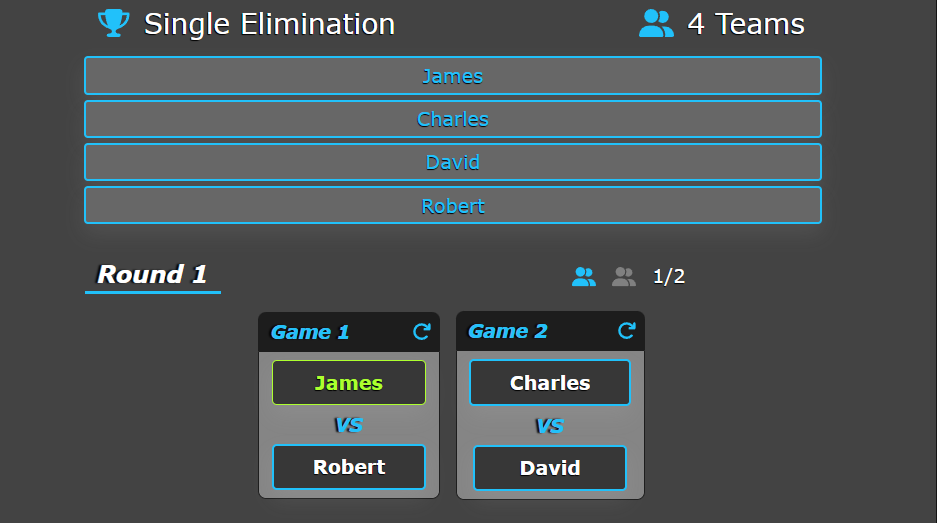 Single Elimination 4 Teams
James
Charles
David
Robert
Round 1 1/2
Game 1 Game 2
James Charles
VS VS
Robert David